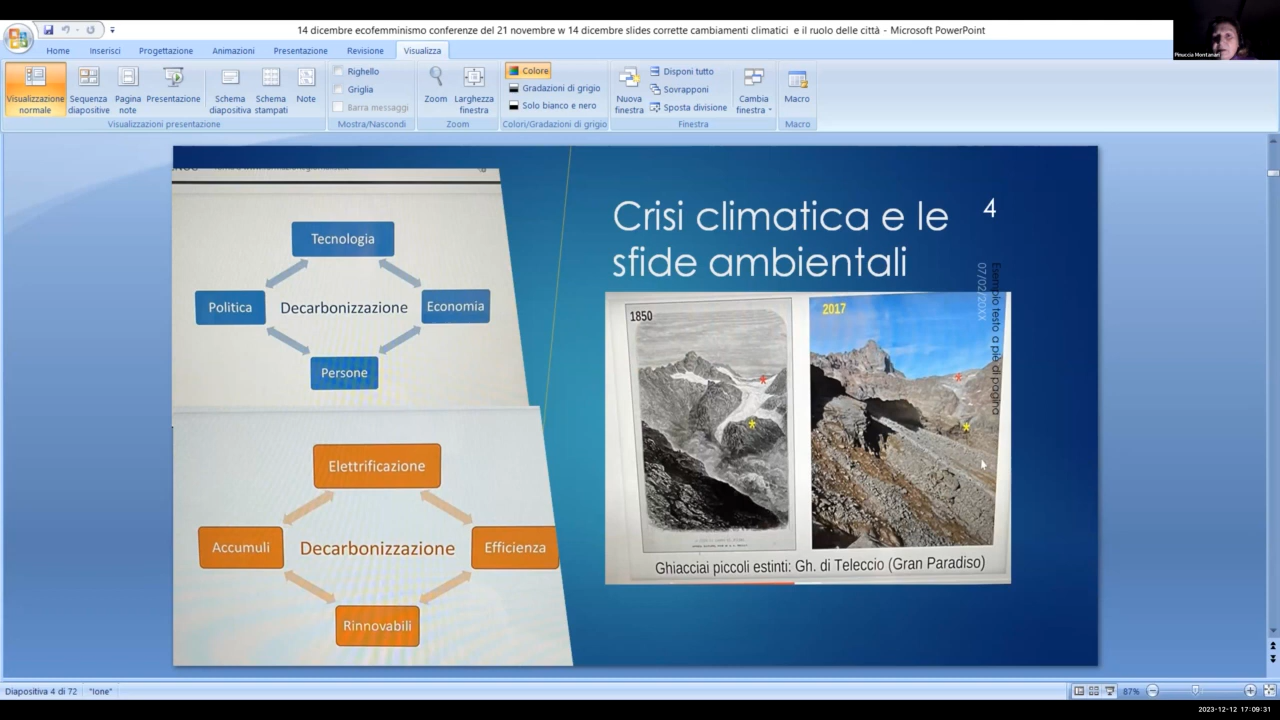 14 dicembre ecofemminismo conferenze del 21 novembre w 14 dicembre slides corrette cambiamenti climatici e il ruolo delle città - Microsoft PowerPoint
Pinuccia Montanari
Home Inserisci Progettazione Animazioni Presentazione Revisione Visualizza
Visualizzazione normale
Sequenza diapositive
Pagina note
Presentazione
Schema diapositiva
Schema stampati
Note
Visualizzazioni presentazione
Righello
Griglia
Barra messaggi
Mostra/Nascondi
Zoom
Larghezza finestra
Zoom
Colore
Gradazioni di grigio
Solo bianco e nero
Colori/Gradazioni di grigio
Nuova finestra
Disponi tutto
Sovrapponi
Sposta divisione
Cambia finestra
Finestra
Macro
Macro
Tecnologia
Politica
Decarbonizzazione
Economia
Persone
Elettrificazione
Accumuli
Decarbonizzazione
Efficienza
Rinnovabili
Crisi climatica e le
sfide ambientali
4
07/02/20XX
Esempio testo a piè di pagina
1850
2017
Ghiacciai piccoli estinti: Gh. di Teleccio (Gran Paradiso)
Diapositiva 4 di 72 "Ione"
87%
2023-12-12 17:09:31